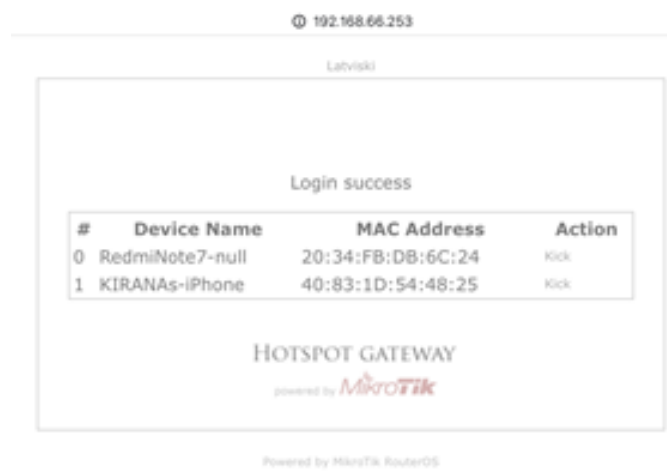 192.168.66.253
Latviski
Login success
# Device Name MAC Address Action
0 RedmiNote7-null 20:34:FB:DB:6C:24 Kick
1 KIRANAs-iPhone 40:83:1D:54:48:25 Kick
HOTSPOT GATEWAY
powered by MikroTik
Powered by MikroTik RouterOS